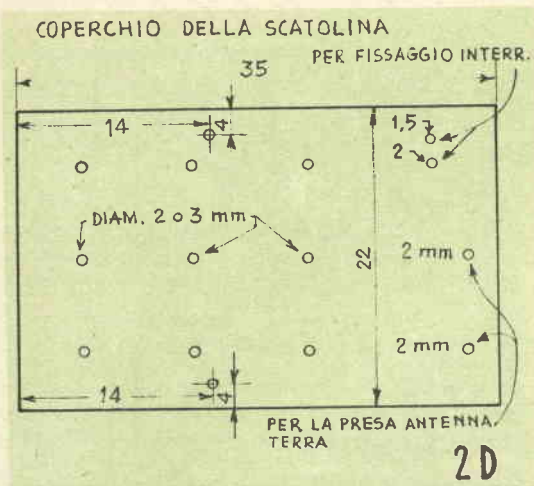 COPERCHIO DELLA SCATOLINA
PER FISSAGGIO INTERR.
35
14
4
1,5
2
DIAM. 2 o 3 mm
22
2 mm
2 mm
14
4
PER LA PRESA ANTENNA
TERRA
2D